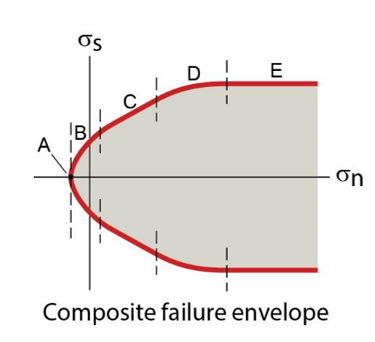 σs
D
E
C
B
A
σn
Composite failure envelope